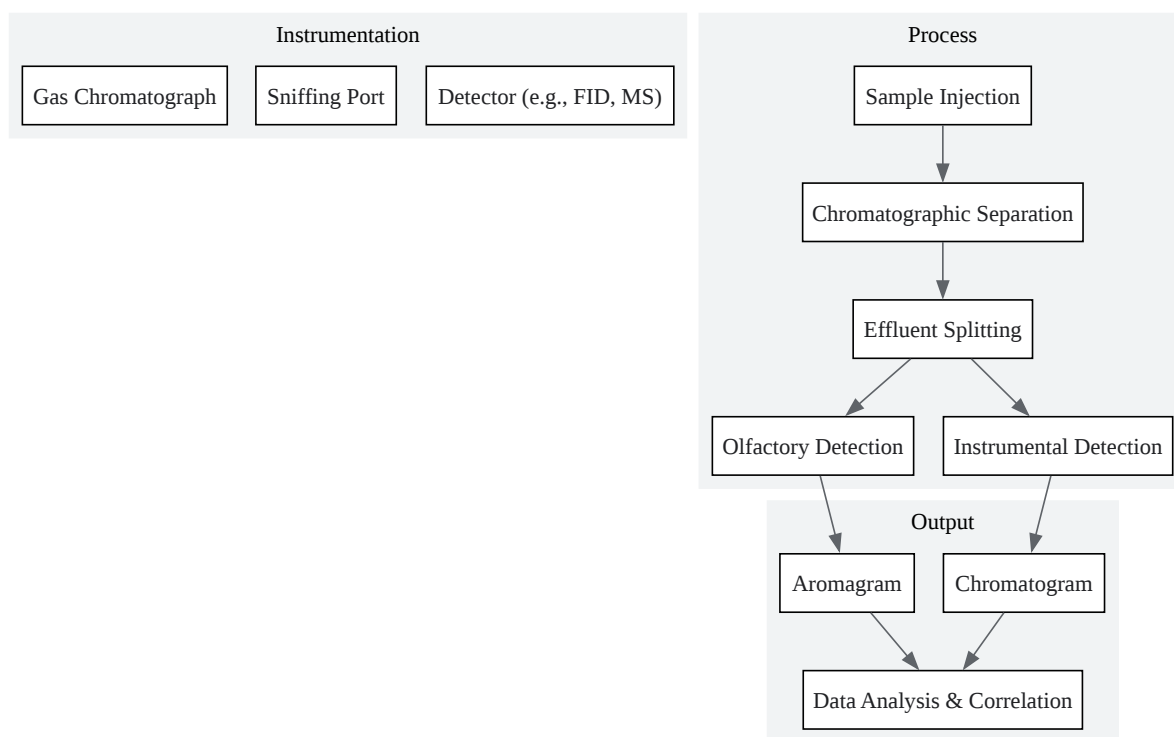 Instrumentation
Gas Chromatograph
Sniffing Port
Detector (e.g., FID, MS)
Process
Sample Injection
Chromatographic Separation
Effluent Splitting
Olfactory Detection
Instrumental Detection
Output
Aromagram
Chromatogram
Data Analysis & Correlation